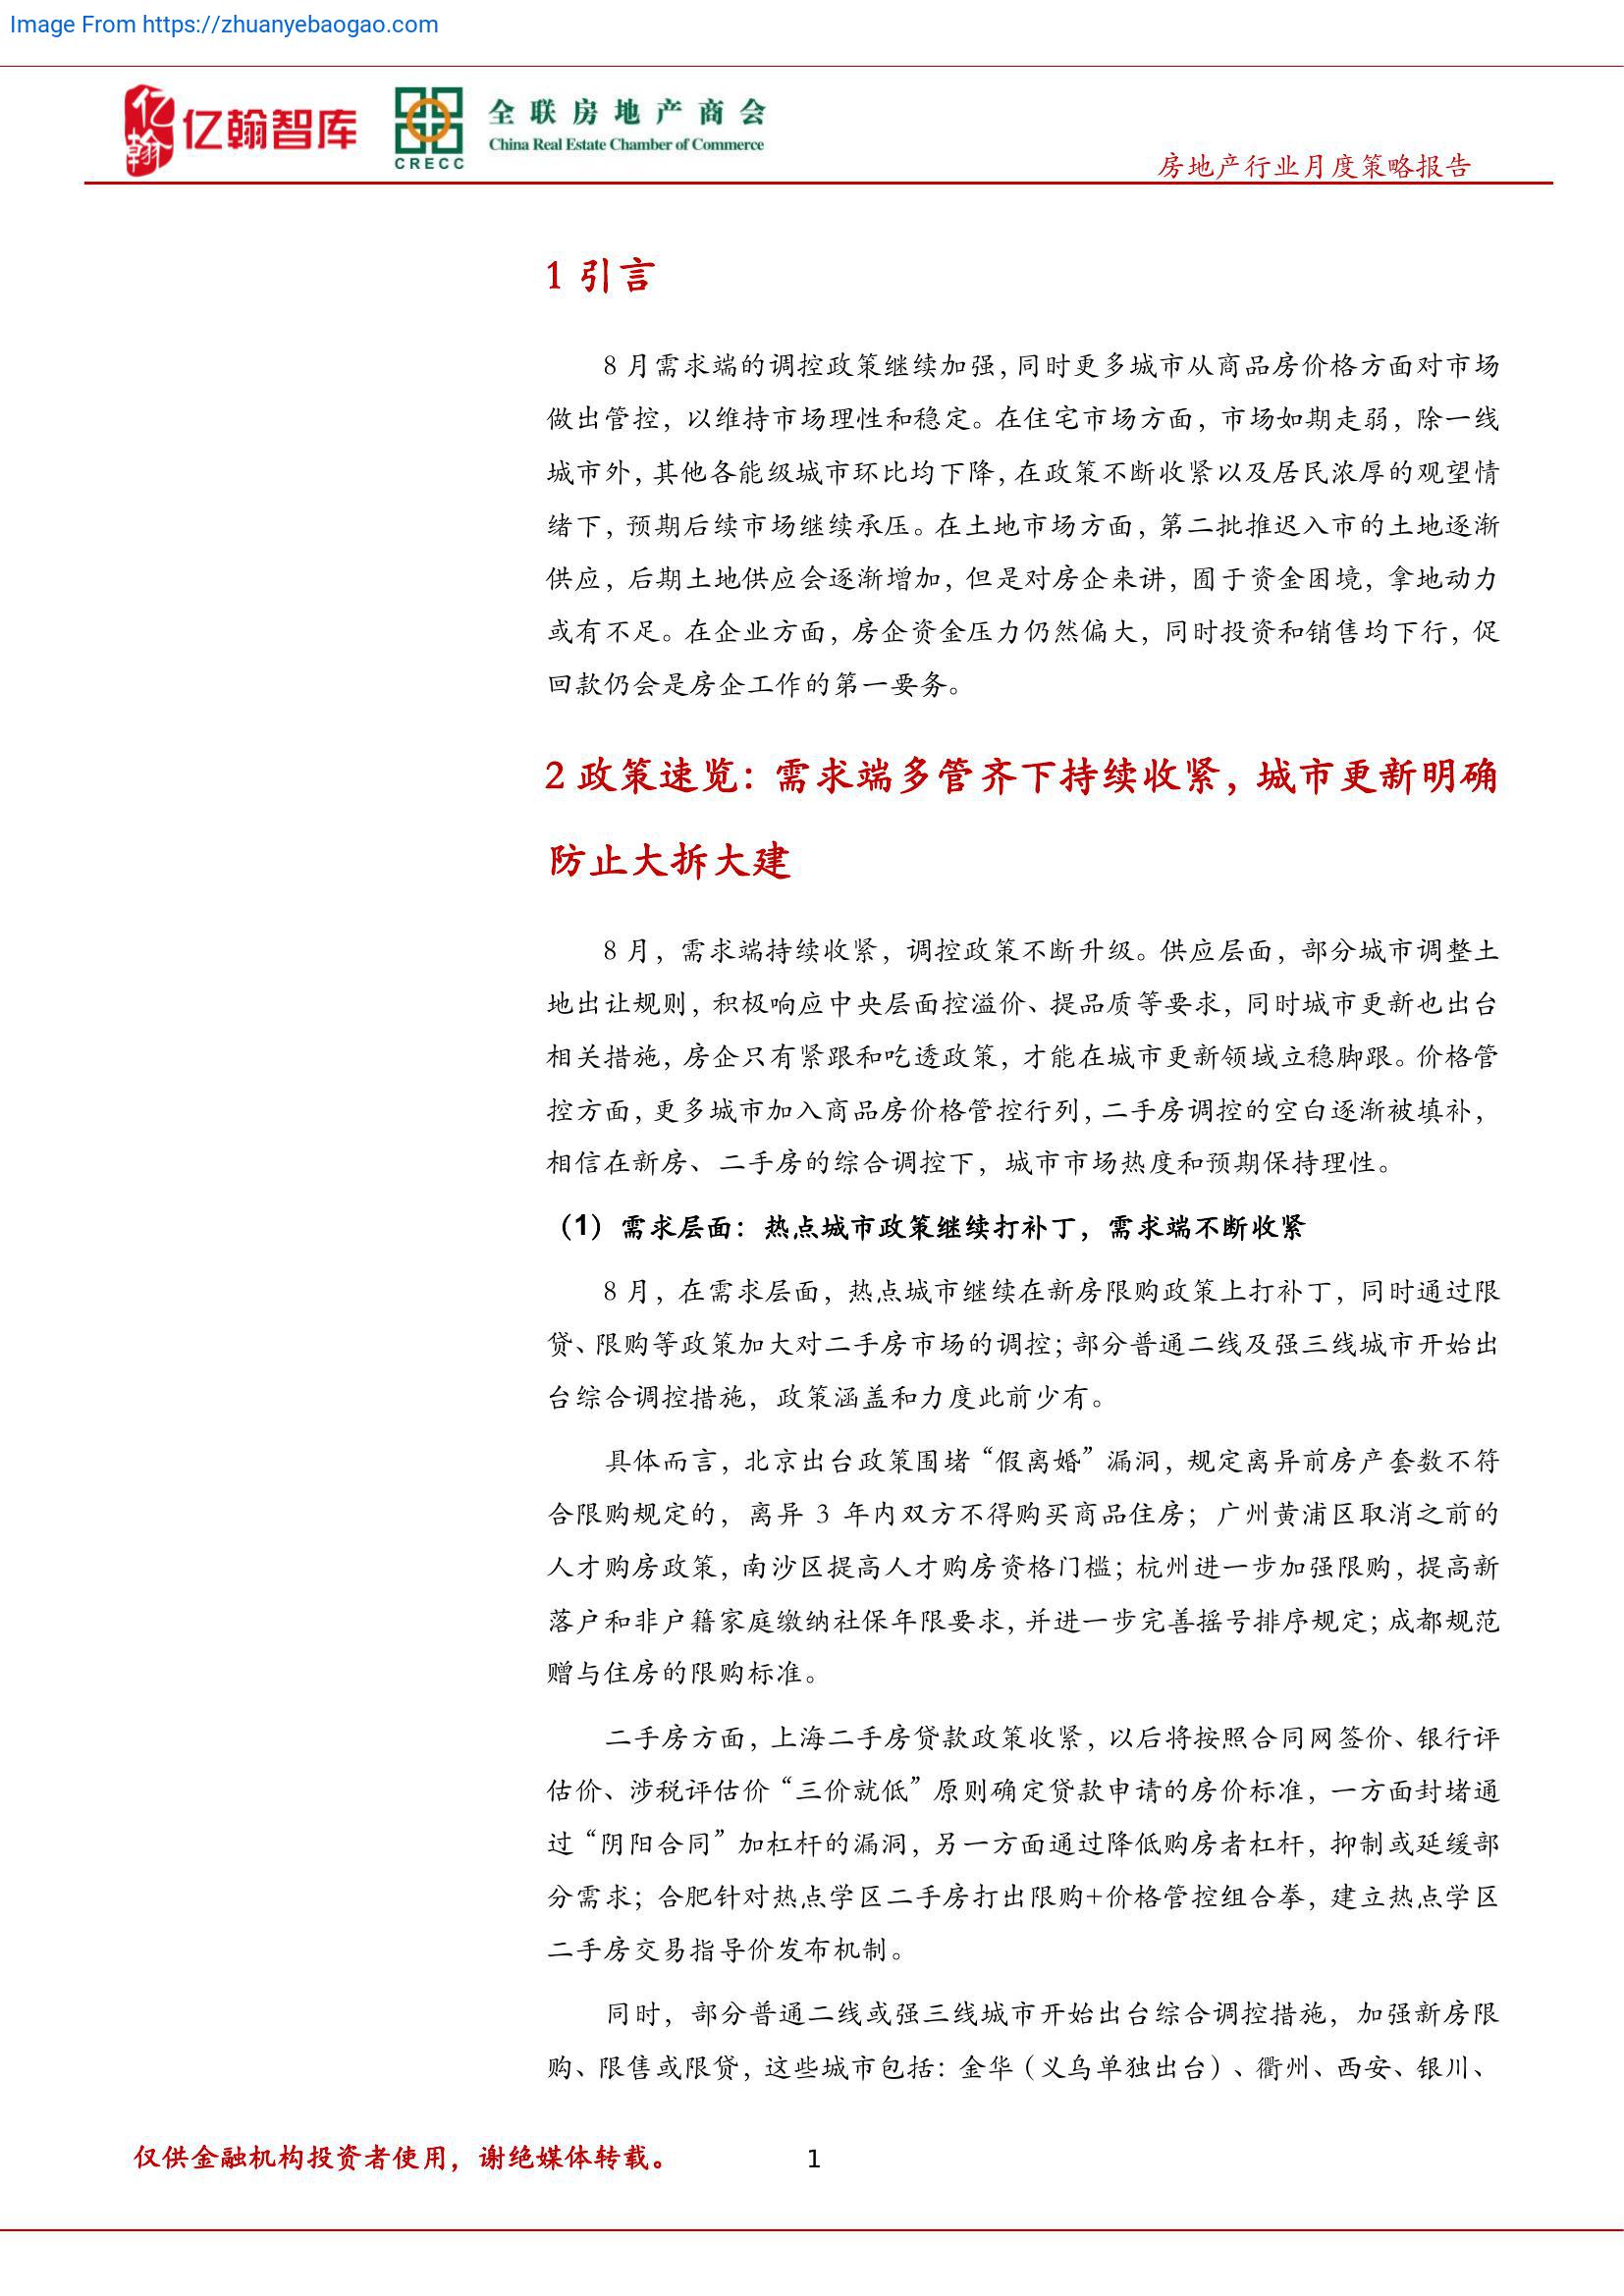 Image From https://zhuanyebaogao.com
亿翰
亿翰智库
CRECC
全联房地产商会
China Real Estate Chamber of Commerce
房地产行业月度策略报告
1 引言
8 月需求端的调控政策继续加强，同时更多城市从商品房价格方面对市场
做出管控，以维持市场理性和稳定。在住宅市场方面，市场如期走弱，除一线
城市外，其他各能级城市环比均下降，在政策不断收紧以及居民浓厚的观望情
绪下，预期后续市场继续承压。在土地市场方面，第二批推迟入市的土地逐渐
供应，后期土地供应会逐渐增加，但是对房企来讲，囿于资金困境，拿地动力
或有不足。在企业方面，房企资金压力仍然偏大，同时投资和销售均下行，促
回款仍会是房企工作的第一要务。
2 政策速览：需求端多管齐下持续收紧，城市更新明确
防止大拆大建
8 月，需求端持续收紧，调控政策不断升级。供应层面，部分城市调整土
地出让规则，积极响应中央层面控溢价、提品质等要求，同时城市更新也出台
相关措施，房企只有紧跟和吃透政策，才能在城市更新领域立稳脚跟。价格管
控方面，更多城市加入商品房价格管控行列，二手房调控的空白逐渐被填补，
相信在新房、二手房的综合调控下，城市市场热度和预期保持理性。
（1）需求层面：热点城市政策继续打补丁，需求端不断收紧
8 月，在需求层面，热点城市继续在新房限购政策上打补丁，同时通过限
贷、限购等政策加大对二手房市场的调控；部分普通二线及强三线城市开始出
台综合调控措施，政策涵盖和力度此前少有。
具体而言，北京出台政策围堵“假离婚”漏洞，规定离异前房产套数不符
合限购规定的，离异 3 年内双方不得购买商品住房；广州黄浦区取消之前的
人才购房政策，南沙区提高人才购房资格门槛；杭州进一步加强限购，提高新
落户和非户籍家庭缴纳社保年限要求，并进一步完善摇号排序规定；成都规范
赠与住房的限购标准。
二手房方面，上海二手房贷款政策收紧，以后将按照合同网签价、银行评
估价、涉税评估价“三价就低”原则确定贷款申请的房价标准，一方面封堵通
过“阴阳合同”加杠杆的漏洞，另一方面通过降低购房者杠杆，抑制或延缓部
分需求；合肥针对热点学区二手房打出限购+价格管控组合拳，建立热点学区
二手房交易指导价发布机制。
同时，部分普通二线或强三线城市开始出台综合调控措施，加强新房限
购、限售或限贷，这些城市包括：金华（义乌单独出台）、衢州、西安、银川、
仅供金融机构投资者使用，谢绝媒体转载。
1